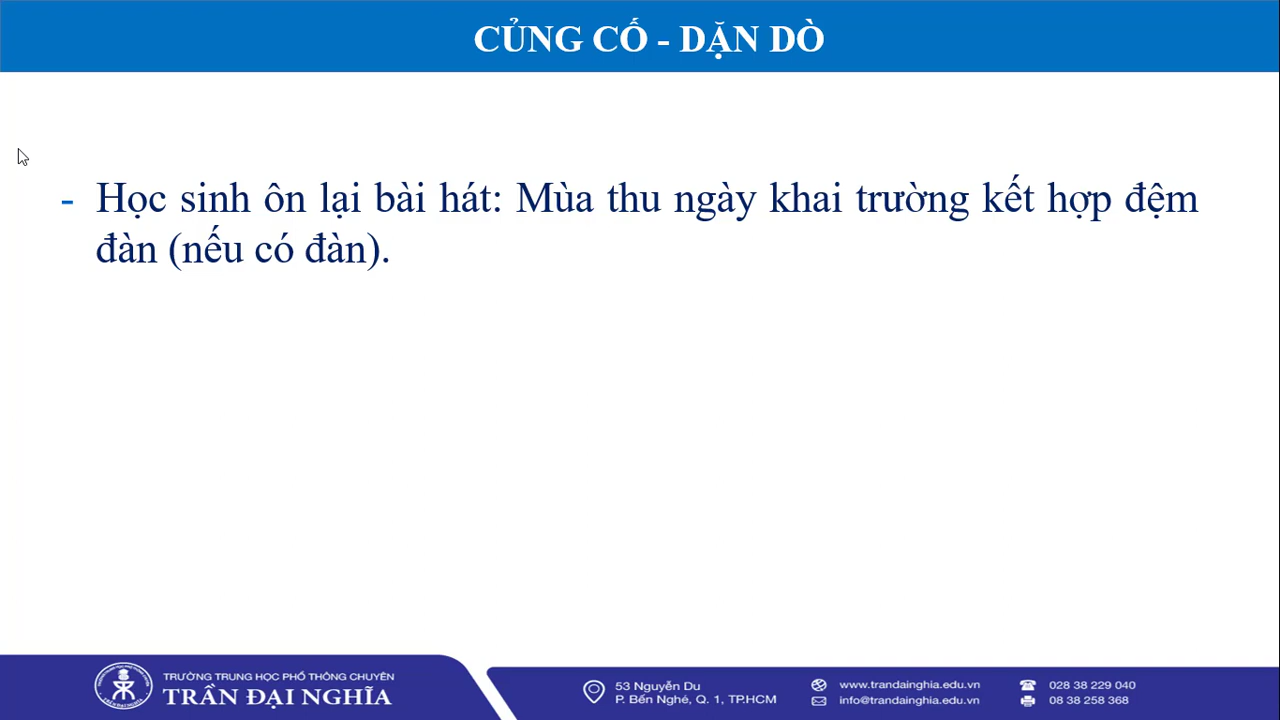 CỦNG CỐ - DẶN DÒ
- Học sinh ôn lại bài hát: Mùa thu ngày khai trường kết hợp đệm
đàn (nếu có đàn).
TRƯỜNG TRUNG HỌC PHỔ THÔNG CHUYÊN
TRẦN ĐẠI NGHĨA
53 Nguyễn Du
P. Bến Nghé, Q. 1, TP.HCM
www.trandainghia.edu.vn
info@trandainghia.edu.vn
028 38 229 040
08 38 258 368